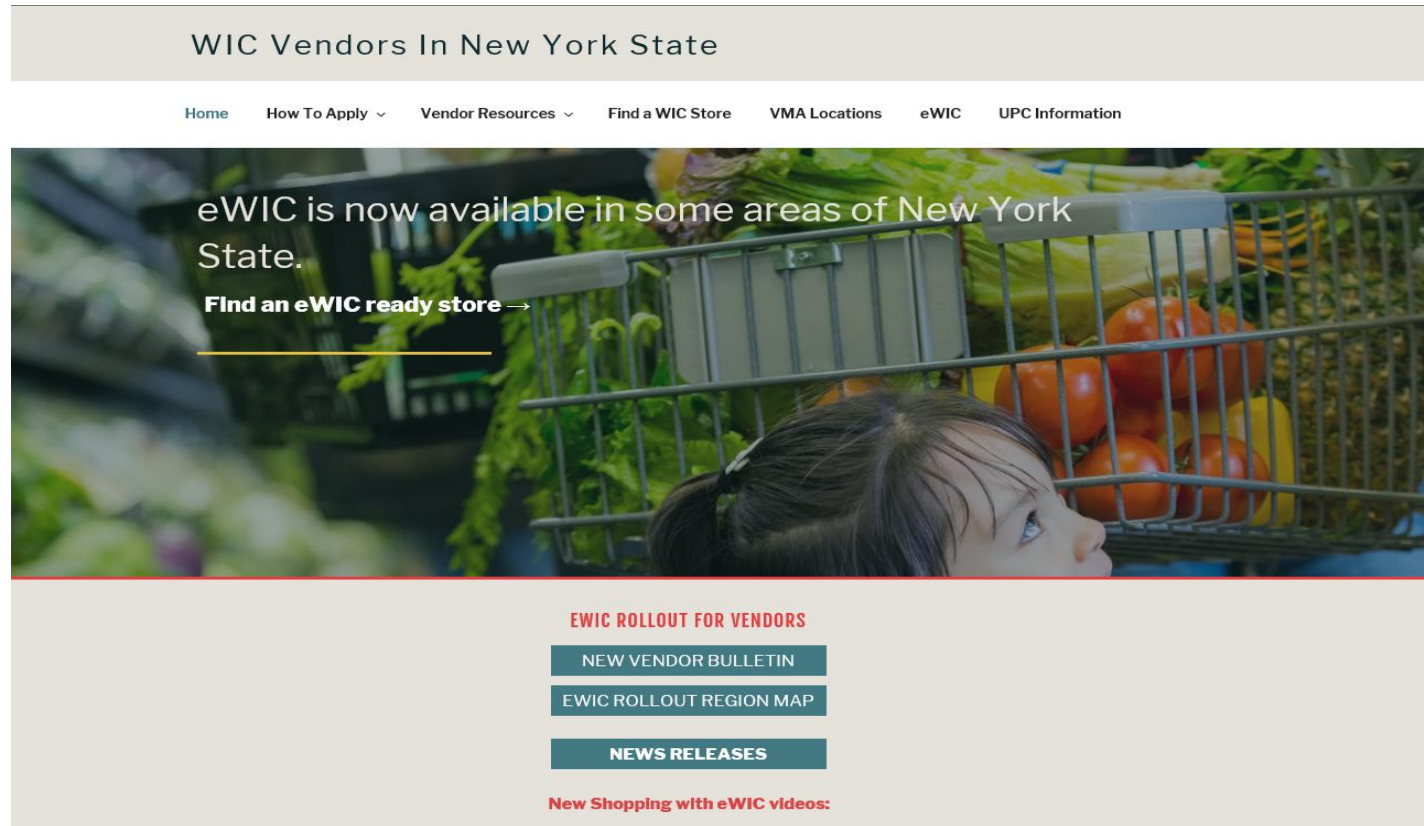 WIC Vendors In New York State
Home How To Apply Vendor Resources Find a WIC Store VMA Locations eWIC UPC Information
eWIC is now available in some areas of New York
State.
Find an eWIC ready store →
EWIC ROLLOUT FOR VENDORS
NEW VENDOR BULLETIN
EWIC ROLLOUT REGION MAP
NEWS RELEASES
New Shopping with eWIC videos: